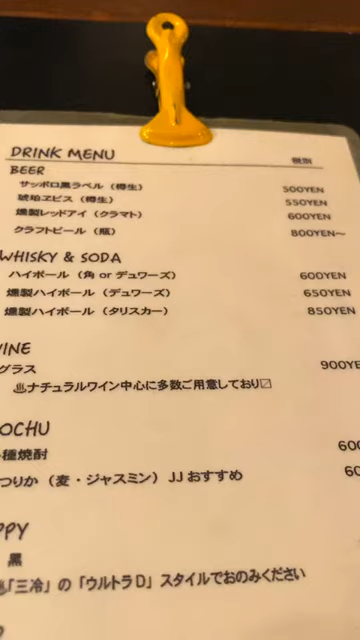 DRINK MENU 税別
BEER
サッポロ黒ラベル（樽生） 500YEN
琥珀ヱビス（樽生） 550YEN
燻製レッドアイ（クラマト） 600YEN
クラフトビール（瓶） 800YEN〜
WHISKY & SODA
ハイボール（角 or デュワーズ） 600YEN
燻製ハイボール（デュワーズ） 650YEN
燻製ハイボール（タリスカー） 850YEN
INE
グラス 900YE
♨ナチュラルワイン中心に多数ご用意しており〼
OCHU
種焼酎 600
つりか（麦・ジャスミン） JJおすすめ 60
PPY
黒
「三冷」の「ウルトラD」スタイルでおのみください